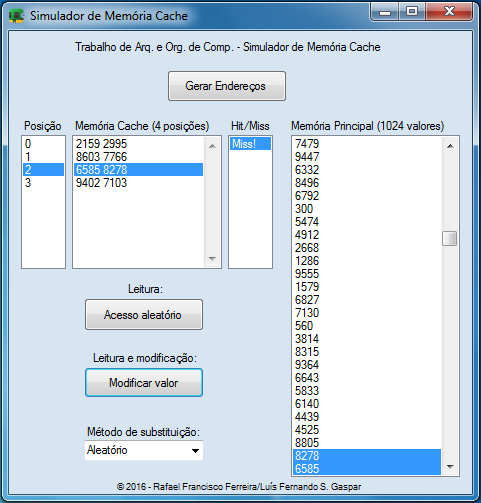 Simulador de Memória Cache
Trabalho de Arq. e Org. de Comp. - Simulador de Memória Cache
Gerar Endereços
Posição
0
1
2
3
Memória Cache (4 posições)
2159 2995
8603 7766
6585 8278
9402 7103
Hit/Miss
Miss!
Memória Principal (1024 valores)
7479
9447
6332
8496
6792
300
5474
4912
2668
1286
9555
1579
6827
7130
560
3814
8315
9364
6643
5833
6140
4439
4525
8805
8278
6585
Leitura:
Acesso aleatório
Leitura e modificação:
Modificar valor
Método de substituição:
Aleatório
© 2016 - Rafael Francisco Ferreira/Luís Fernando S. Gaspar